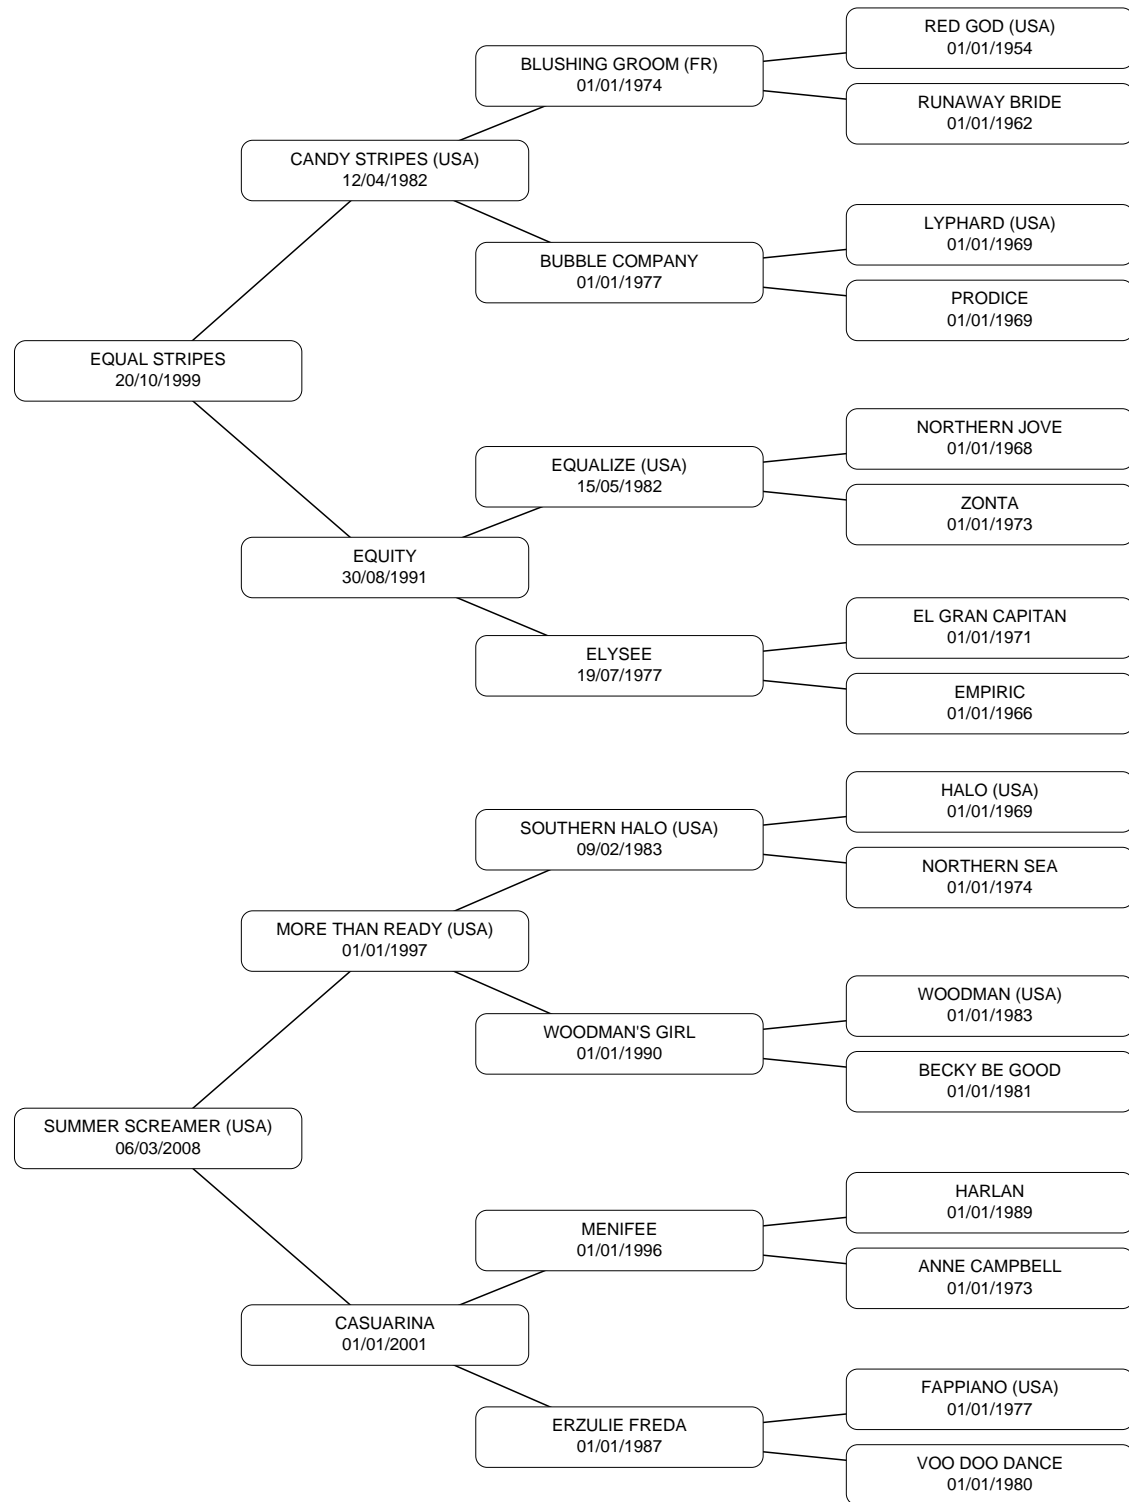 RED GOD (USA)
01/01/1954
BLUSHING GROOM (FR)
01/01/1974
RUNAWAY BRIDE
01/01/1962
CANDY STRIPES (USA)
12/04/1982
LYPHARD (USA)
01/01/1969
BUBBLE COMPANY
01/01/1977
PRODICE
01/01/1969
EQUAL STRIPES
20/10/1999
NORTHERN JOVE
01/01/1968
EQUALIZE (USA)
15/05/1982
ZONTA
01/01/1973
EQUITY
30/08/1991
EL GRAN CAPITAN
01/01/1971
ELYSEE
19/07/1977
EMPIRIC
01/01/1966
HALO (USA)
01/01/1969
SOUTHERN HALO (USA)
09/02/1983
NORTHERN SEA
01/01/1974
MORE THAN READY (USA)
01/01/1997
WOODMAN (USA)
01/01/1983
WOODMAN'S GIRL
01/01/1990
BECKY BE GOOD
01/01/1981
SUMMER SCREAMER (USA)
06/03/2008
HARLAN
01/01/1989
MENIFEE
01/01/1996
ANNE CAMPBELL
01/01/1973
CASUARINA
01/01/2001
FAPPIANO (USA)
01/01/1977
ERZULIE FREDA
01/01/1987
VOO DOO DANCE
01/01/1980